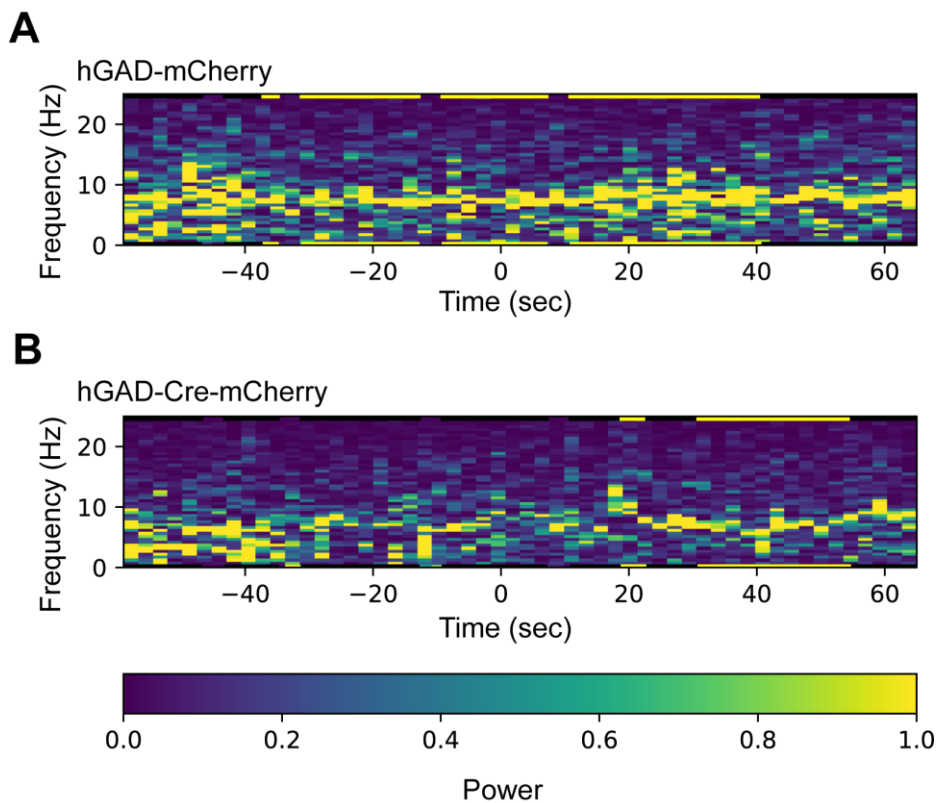 A
hGAD-mCherry
Frequency (Hz)
20
10
0
−40 −20 0 20 40 60
Time (sec)
B
hGAD-Cre-mCherry
Frequency (Hz)
20
10
0
−40 −20 0 20 40 60
Time (sec)
0.0 0.2 0.4 0.6 0.8 1.0
Power